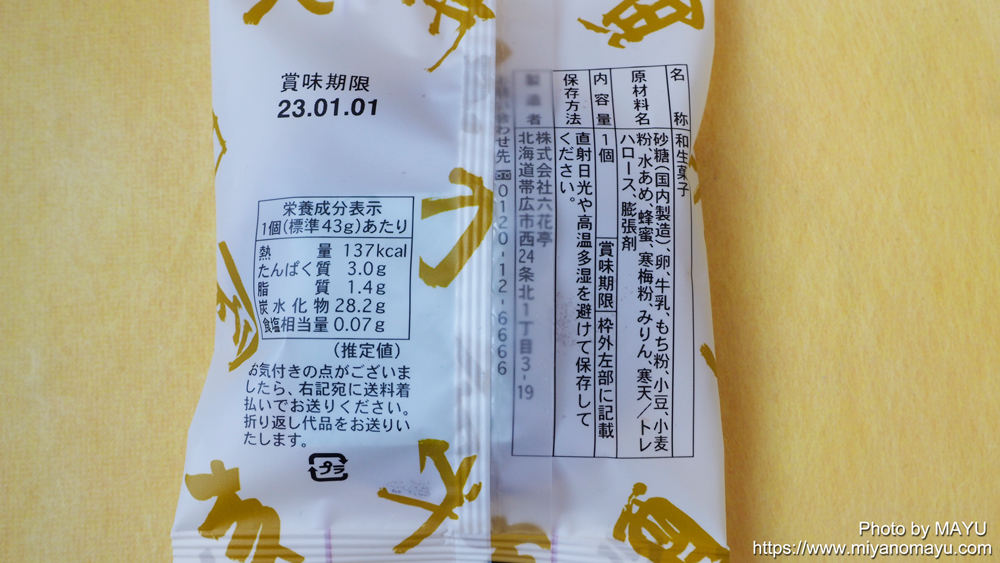 賞味期限
23.01.01
栄養成分表示
1個(標準43g)あたり
熱量 137kcal
たんぱく質 3.0g
脂質 1.4g
炭水化物 28.2g
食塩相当量 0.07g
(推定値)
お気付きの点がございま
したら、右記宛に送料着
払いでお送りください。
折り返し代品をお送りい
たします。
プラ
名称 和生菓子
原材料名 砂糖(国内製造)、卵、牛乳、もち粉、小豆、小麦
粉、水あめ、蜂蜜、寒梅粉、みりん、寒天/トレ
ハロース、膨張剤
内容量 1個 賞味期限 枠外左部に記載
保存方法 直射日光や高温多湿を避けて保存して
ください。
製造者 株式会社六花亭
北海道帯広市西24条北1丁目3-19
わせ先 0120-12-6666
Photo by MAYU
https://www.miyanomayu.com